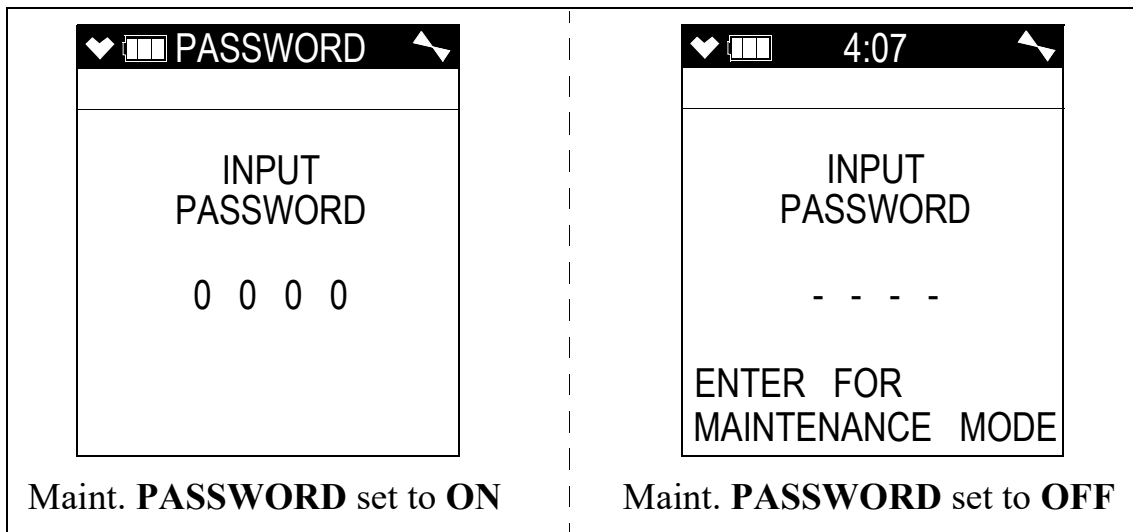 PASSWORD
INPUT
PASSWORD
0 0 0 0
Maint. PASSWORD set to ON
4:07
INPUT
PASSWORD
- - - -
ENTER FOR
MAINTENANCE MODE
Maint. PASSWORD set to OFF